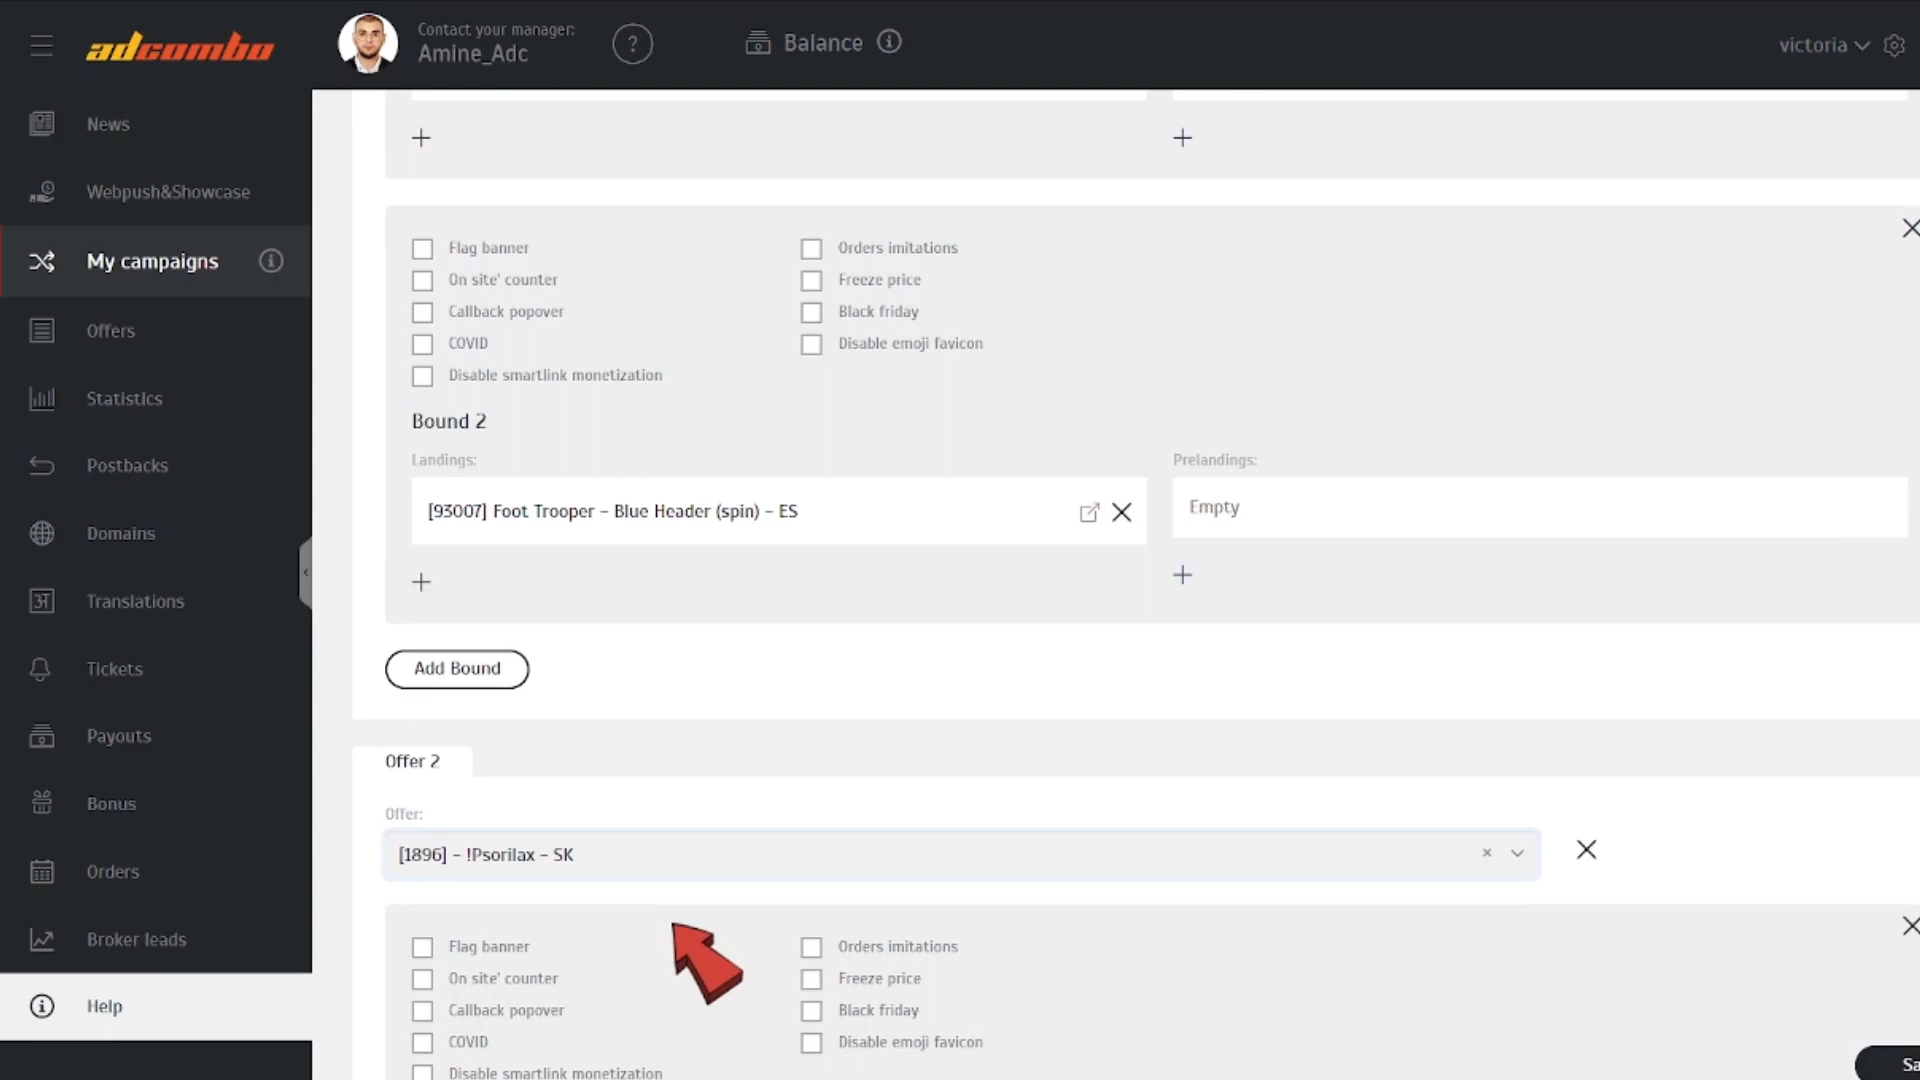 adcombo
Contact your manager:
Amine_Adc
?
Balance
victoria
News
Webpush&Showcase
My campaigns
Offers
Statistics
Postbacks
Domains
Translations
Tickets
Payouts
Bonus
Orders
Broker leads
Help
Flag banner
Orders imitations
On site' counter
Freeze price
Callback popover
Black friday
COVID
Disable emoji favicon
Disable smartlink monetization
Bound 2
Landings:
Prelandings:
[93007] Foot Trooper – Blue Header (spin) – ES
Empty
Add Bound
Offer 2
Offer:
[1896] – !Psorilax – SK
Flag banner
Orders imitations
On site' counter
Freeze price
Callback popover
Black friday
COVID
Disable emoji favicon
Disable smartlink monetization